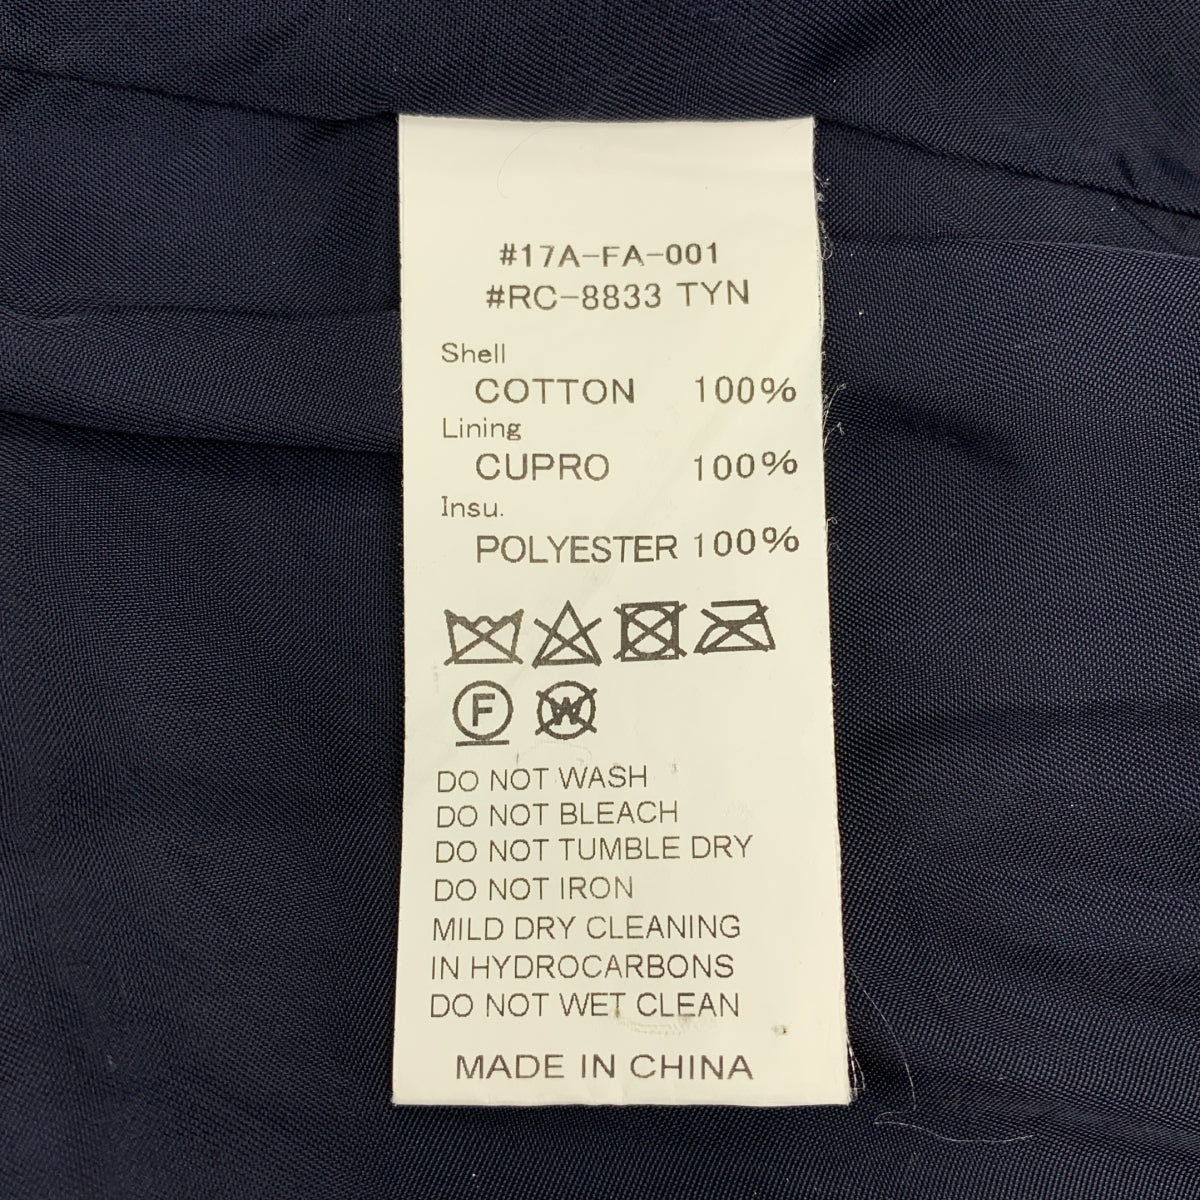 #17A-FA-001
#RC-8833 TYN
Shell
COTTON 100%
Lining
CUPRO 100%
Insu.
POLYESTER 100%
F W
DO NOT WASH
DO NOT BLEACH
DO NOT TUMBLE DRY
DO NOT IRON
MILD DRY CLEANING
IN HYDROCARBONS
DO NOT WET CLEAN
MADE IN CHINA